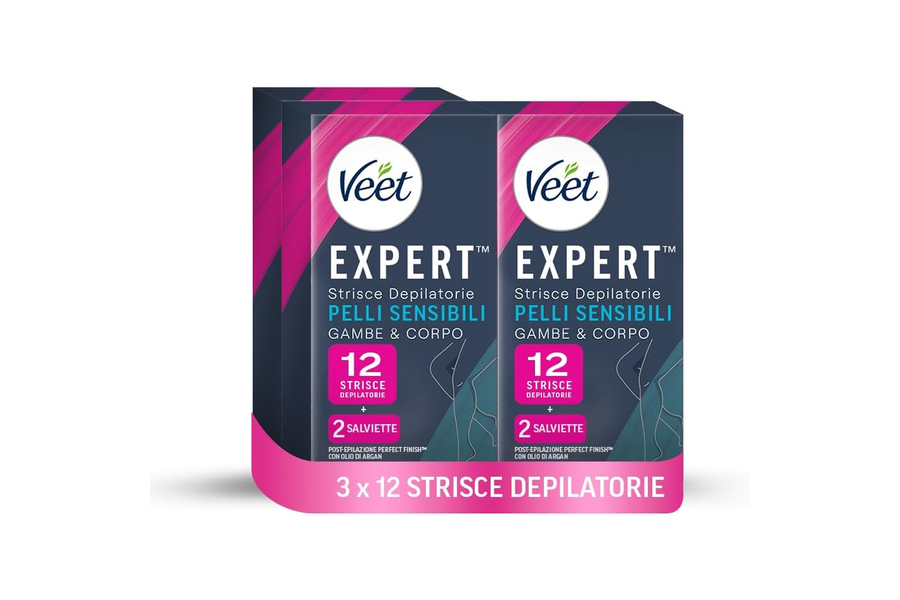 Veet
EXPERT™
Strisce Depilatorie
PELLI SENSIBILI
GAMBE & CORPO
12
STRISCE
DEPILATORIE
+
2 SALVIETTE
POST-EPILAZIONE PERFECT FINISH™
CON OLIO DI ARGAN
Veet
EXPERT™
Strisce Depilatorie
PELLI SENSIBILI
GAMBE & CORPO
12
STRISCE
DEPILATORIE
+
2 SALVIETTE
POST-EPILAZIONE PERFECT FINISH™
CON OLIO DI ARGAN
3 x 12 STRISCE DEPILATORIE